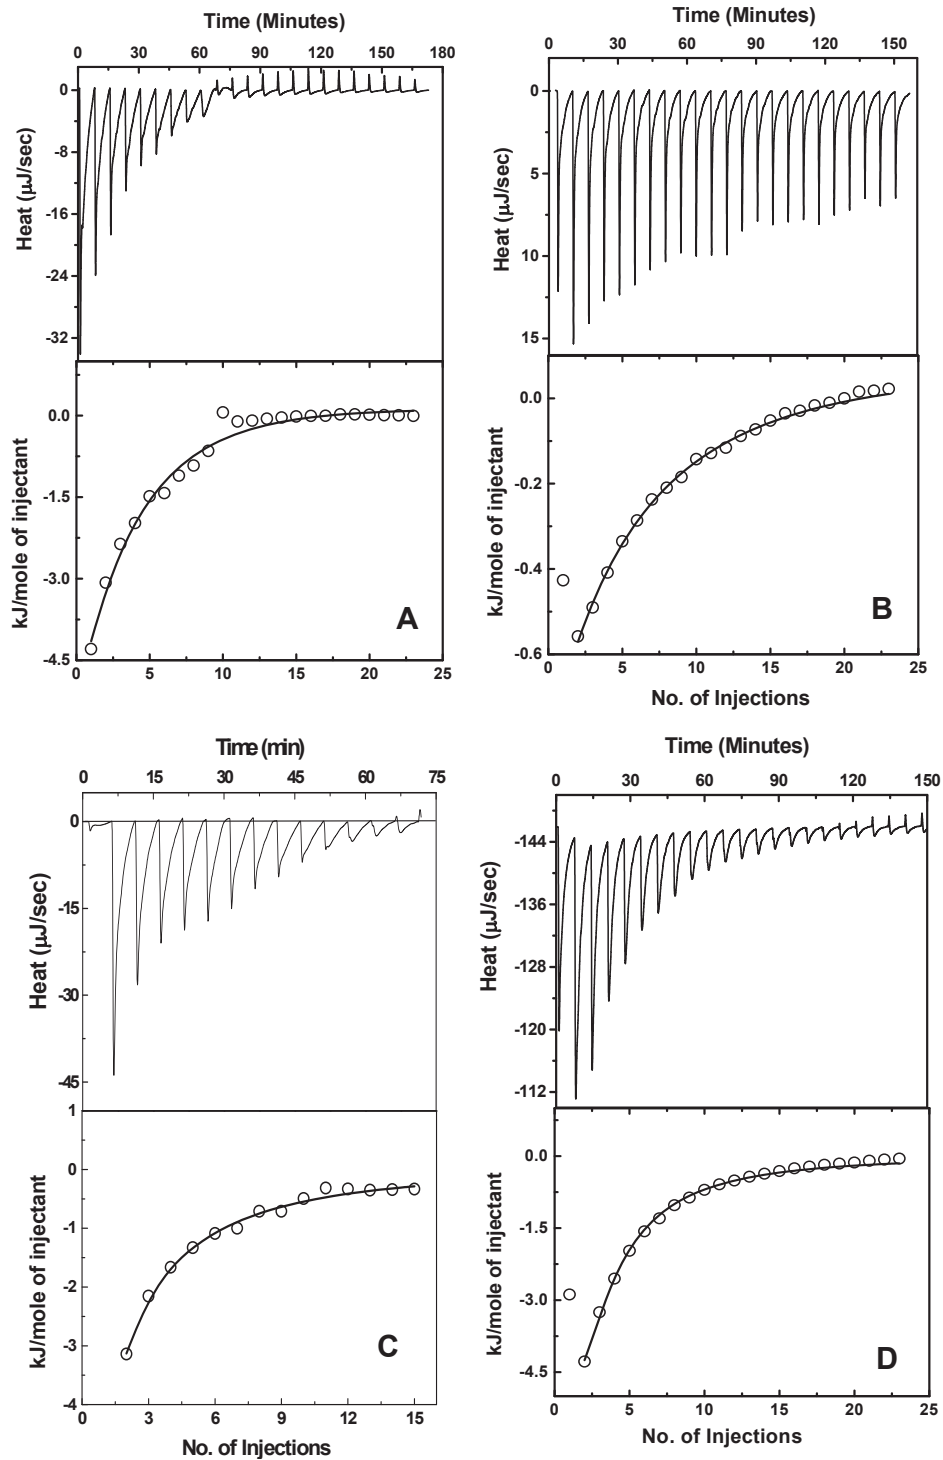 Time (Minutes)
0 30 60 90 120 150 180
Heat (µJ/sec)
0
-8
-16
-24
-32
kJ/mole of injectant
0.0
-1.5
-3.0
-4.5
A
0 5 10 15 20 25
Time (Minutes)
0 30 60 90 120 150
Heat (µJ/sec)
0
5
10
15
kJ/mole of injectant
0.0
-0.2
-0.4
-0.6
B
0 5 10 15 20 25
No. of Injections
Time (min)
0 15 30 45 60 75
Heat (µJ/sec)
0
-15
-30
-45
kJ/mole of injectant
1
0
-1
-2
-3
-4
C
0 3 6 9 12 15
No. of Injections
Time (Minutes)
0 30 60 90 120 150
Heat (µJ/sec)
-144
-136
-128
-120
-112
kJ/mole of injectant
0.0
-1.5
-3.0
-4.5
D
0 5 10 15 20 25
No. of Injections